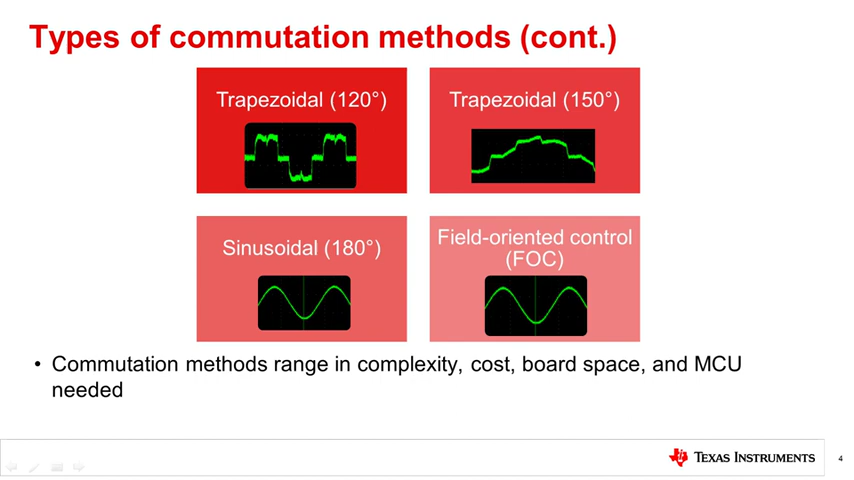 Types of commutation methods (cont.)
Trapezoidal (120°)
Trapezoidal (150°)
Sinusoidal (180°)
Field-oriented control
(FOC)
• Commutation methods range in complexity, cost, board space, and MCU
needed
TEXAS INSTRUMENTS
4